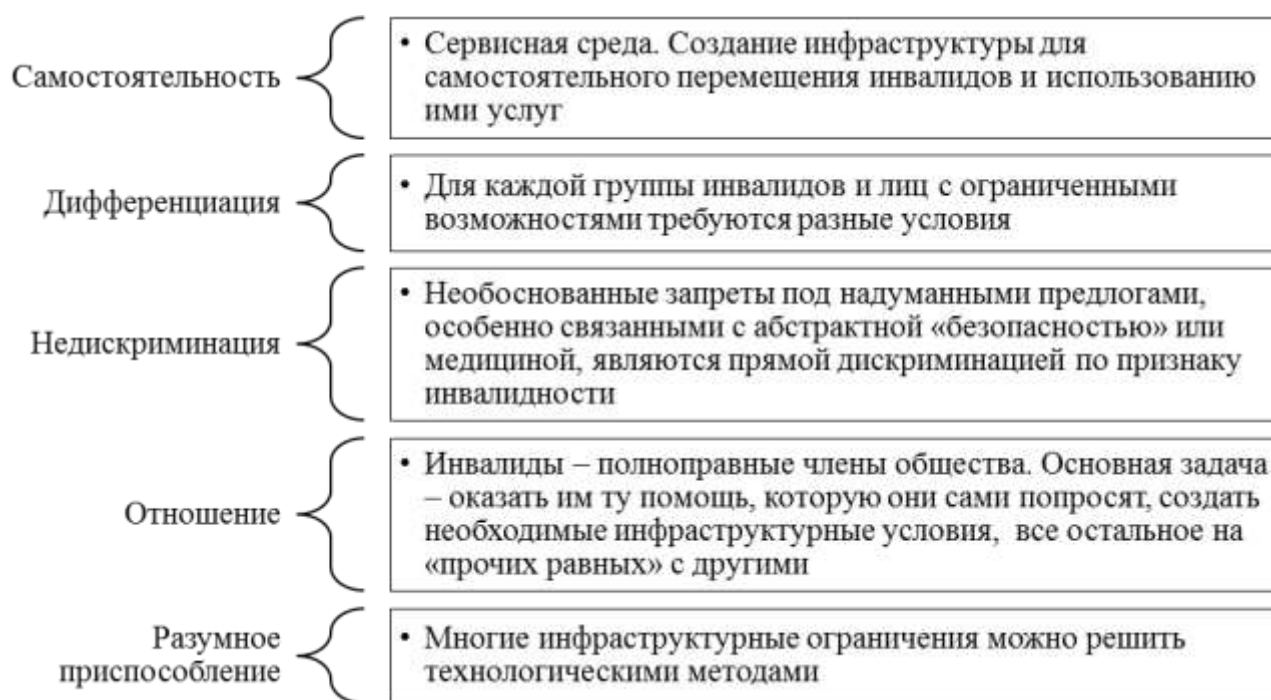 Самостоятельность
• Сервисная среда. Создание инфраструктуры для
самостоятельного перемещения инвалидов и использованию
ими услуг
Дифференциация
• Для каждой группы инвалидов и лиц с ограниченными
возможностями требуются разные условия
Недискриминация
• Необоснованные запреты под надуманными предлогами,
особенно связанными с абстрактной «безопасностью» или
медициной, являются прямой дискриминацией по признаку
инвалидности
Отношение
• Инвалиды – полноправные члены общества. Основная задача
– оказать им ту помощь, которую они сами попросят, создать
необходимые инфраструктурные условия, все остальное на
«прочих равных» с другими
Разумное
приспособление
• Многие инфраструктурные ограничения можно решить
технологическими методами